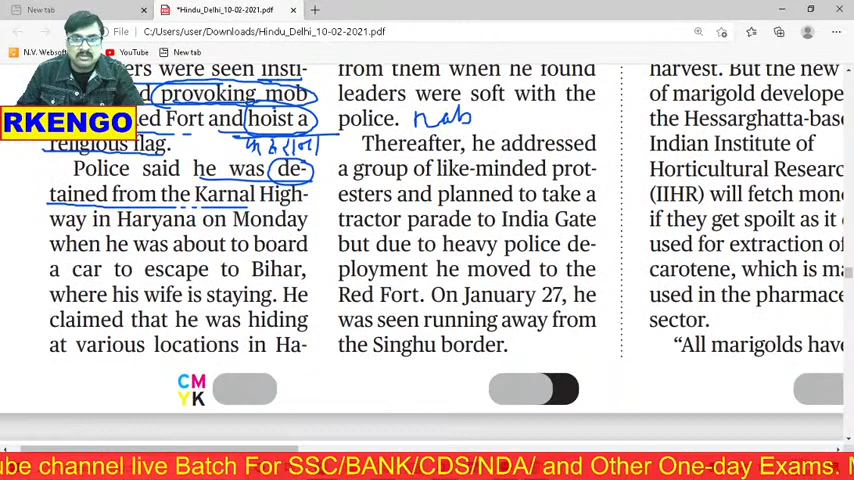 New tab
*Hindu_Delhi_10-02-2021.pdf
File | C:/Users/user/Downloads/Hindu_Delhi_10-02-2021.pdf
N.V. Websoft
YouTube
New tab
RKENGO
ers were seen insti-
provoking mob
ed Fort and hoist a
religious flag.
फहराना
Police said he was de-
tained from the Karnal High-
way in Haryana on Monday
when he was about to board
a car to escape to Bihar,
where his wife is staying. He
claimed that he was hiding
at various locations in Ha-
from them when he found
leaders were soft with the
police. nab
Thereafter, he addressed
a group of like-minded prot-
esters and planned to take a
tractor parade to India Gate
but due to heavy police de-
ployment he moved to the
Red Fort. On January 27, he
was seen running away from
the Singhu border.
harvest. But the new
of marigold develope
the Hessarghatta-base
Indian Institute of
Horticultural Researc
(IIHR) will fetch mone
if they get spoilt as it
used for extraction of
carotene, which is ma
used in the pharmace
sector.
“All marigolds have
CM
YK
ube channel live Batch For SSC/BANK/CDS/NDA/ and Other One-day Exams. M